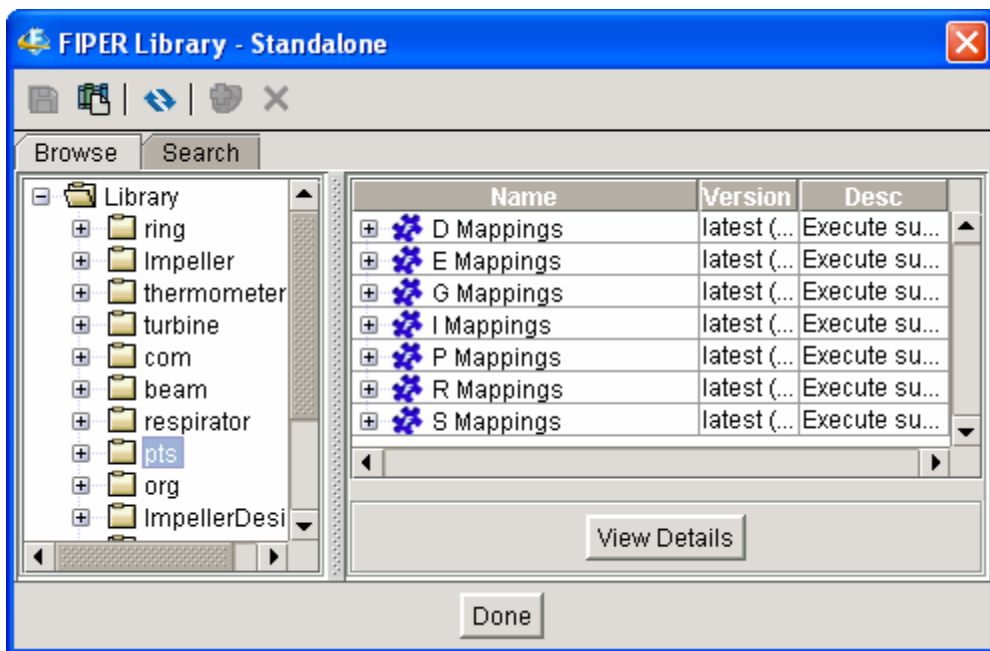 FIPER Library - Standalone
Browse Search
Library
ring
Impeller
thermometer
turbine
com
beam
respirator
pts
org
ImpellerDesi
Name Version Desc
D Mappings latest (... Execute su...
E Mappings latest (... Execute su...
G Mappings latest (... Execute su...
I Mappings latest (... Execute su...
P Mappings latest (... Execute su...
R Mappings latest (... Execute su...
S Mappings latest (... Execute su...
View Details
Done